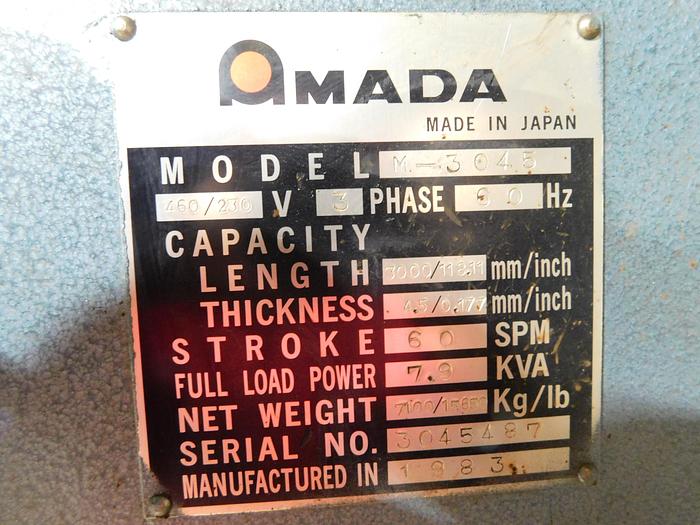 AMADA
MADE IN JAPAN
MODEL M-3045
460/230 V 3 PHASE 60 Hz
CAPACITY
LENGTH 3000/118.11 mm/inch
THICKNESS 4.5/0.177 mm/inch
STROKE 60 SPM
FULL LOAD POWER 7.9 KVA
NET WEIGHT 7100/15650 Kg/lb
SERIAL NO. 3045487
MANUFACTURED IN 1983